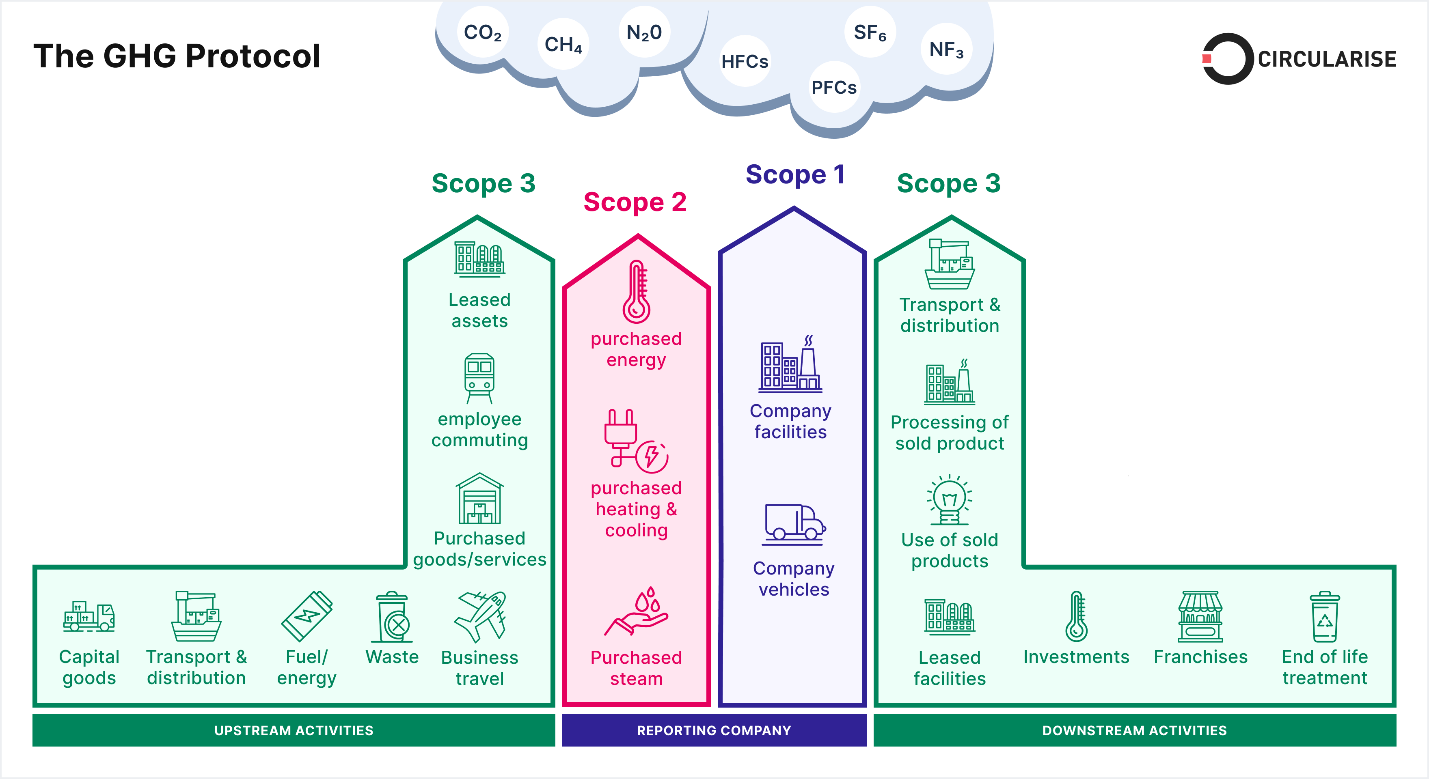 The GHG Protocol
CO₂
CH₄
N₂0
HFCs
PFCs
SF₆
NF₃
CIRCULARISE
Scope 3
Leased
assets
employee
commuting
Purchased
goods/services
Capital
goods
Transport &
distribution
Fuel/
energy
Waste
Business
travel
UPSTREAM ACTIVITIES
Scope 2
purchased
energy
purchased
heating &
cooling
Purchased
steam
Scope 1
Company
facilities
Company
vehicles
REPORTING COMPANY
Scope 3
Transport &
distribution
Processing of
sold product
Use of sold
products
Leased
facilities
Investments
Franchises
End of life
treatment
DOWNSTREAM ACTIVITIES